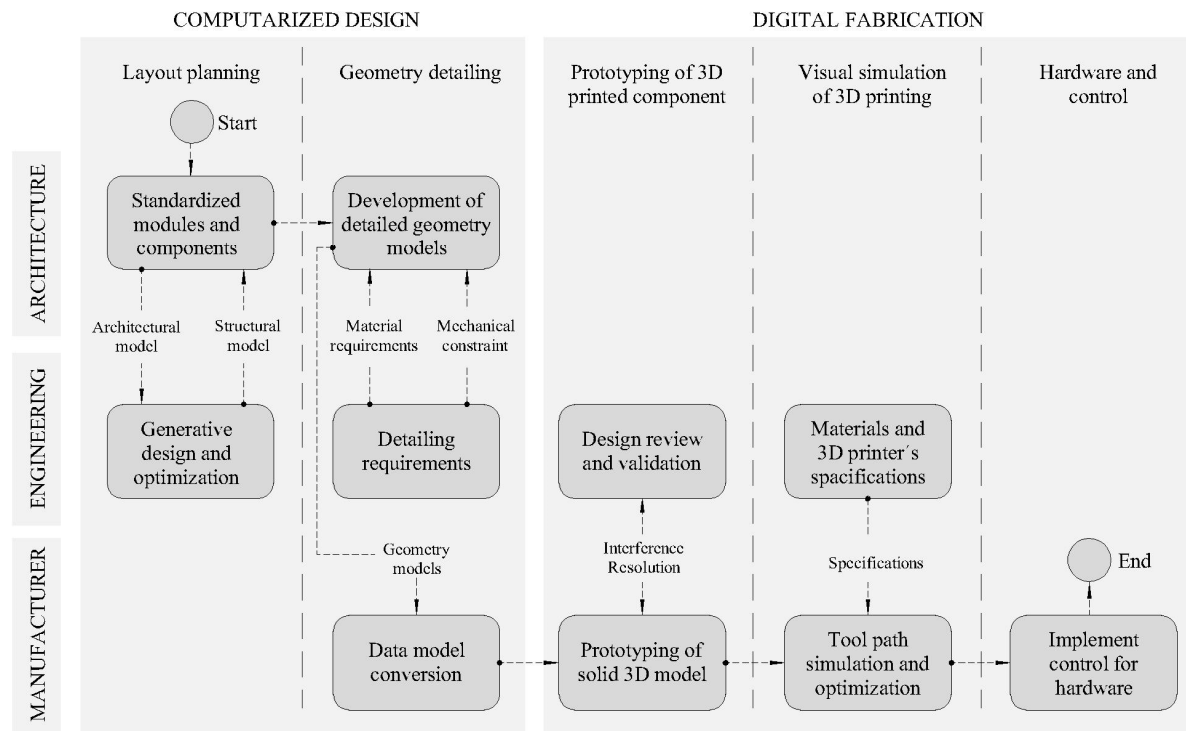 COMPUTARIZED DESIGN
DIGITAL FABRICATION
Layout planning
Geometry detailing
Prototyping of 3D
printed component
Visual simulation
of 3D printing
Hardware and
control
Start
ARCHITECTURE
Standardized
modules and
components
Development of
detailed geometry
models
Architectural
model
Structural
model
Material
requirements
Mechanical
constraint
ENGINEERING
Generative
design and
optimization
Detailing
requirements
Design review
and validation
Materials and
3D printer´s
spacifications
MANUFACTURER
Geometry
models
Interference
Resolution
Specifications
End
Data model
conversion
Prototyping of
solid 3D model
Tool path
simulation and
optimization
Implement
control for
hardware